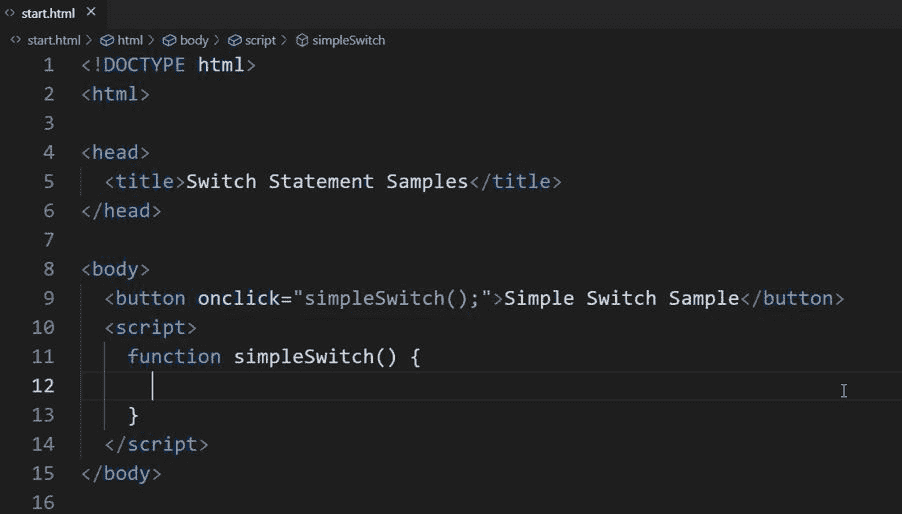 start.html ×
start.html > html > body > script > simpleSwitch
1 <!DOCTYPE html>
2 <html>
3
4 <head>
5 <title>Switch Statement Samples</title>
6 </head>
7
8 <body>
9 <button onclick="simpleSwitch();">Simple Switch Sample</button>
10 <script>
11 function simpleSwitch() {
12
13 }
14 </script>
15 </body>
16